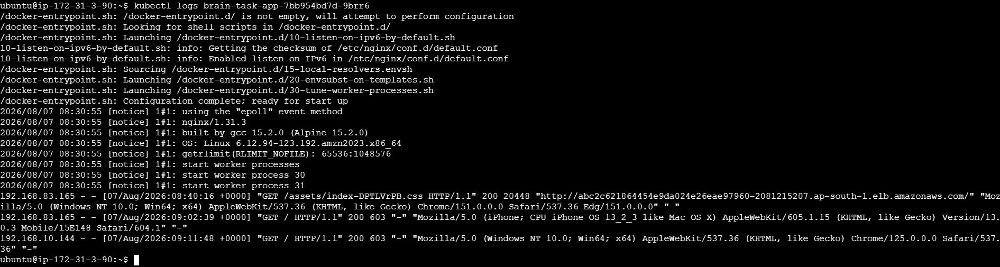 ubuntu@ip-172-31-3-90:~$ kubectl logs brain-task-app-7bb954bd7d-9brr6
/docker-entrypoint.sh: /docker-entrypoint.d/ is not empty, will attempt to perform configuration
/docker-entrypoint.sh: Looking for shell scripts in /docker-entrypoint.d/
/docker-entrypoint.sh: Launching /docker-entrypoint.d/10-listen-on-ipv6-by-default.sh
10-listen-on-ipv6-by-default.sh: info: Getting the checksum of /etc/nginx/conf.d/default.conf
10-listen-on-ipv6-by-default.sh: info: Enabled listen on IPv6 in /etc/nginx/conf.d/default.conf
/docker-entrypoint.sh: Sourcing /docker-entrypoint.d/15-local-resolvers.envsh
/docker-entrypoint.sh: Launching /docker-entrypoint.d/20-envsubst-on-templates.sh
/docker-entrypoint.sh: Launching /docker-entrypoint.d/30-tune-worker-processes.sh
/docker-entrypoint.sh: Configuration complete; ready for start up
2026/08/07 08:30:55 [notice] 1#1: using the "epoll" event method
2026/08/07 08:30:55 [notice] 1#1: nginx/1.31.3
2026/08/07 08:30:55 [notice] 1#1: built by gcc 15.2.0 (Alpine 15.2.0)
2026/08/07 08:30:55 [notice] 1#1: OS: Linux 6.12.94-123.192.amzn2023.x86_64
2026/08/07 08:30:55 [notice] 1#1: getrlimit(RLIMIT_NOFILE): 65536:1048576
2026/08/07 08:30:55 [notice] 1#1: start worker processes
2026/08/07 08:30:55 [notice] 1#1: start worker process 30
2026/08/07 08:30:55 [notice] 1#1: start worker process 31
192.168.83.165 - - [07/Aug/2026:08:40:16 +0000] "GET /assets/index-DPTLVrPB.css HTTP/1.1" 200 20448 "http://abc2c621864454e9da024e26eae97960-2081215207.ap-south-1.elb.amazonaws.com/" "Moz
illa/5.0 (Windows NT 10.0; Win64; x64) AppleWebKit/537.36 (KHTML, like Gecko) Chrome/151.0.0.0 Safari/537.36 Edg/151.0.0.0" "-"
192.168.83.165 - - [07/Aug/2026:09:02:39 +0000] "GET / HTTP/1.1" 200 603 "-" "Mozilla/5.0 (iPhone; CPU iPhone OS 13_2_3 like Mac OS X) AppleWebKit/605.1.15 (KHTML, like Gecko) Version/13.
0.3 Mobile/15E148 Safari/604.1" "-"
192.168.10.144 - - [07/Aug/2026:09:11:48 +0000] "GET / HTTP/1.1" 200 603 "-" "Mozilla/5.0 (Windows NT 10.0; Win64; x64) AppleWebKit/537.36 (KHTML, like Gecko) Chrome/125.0.0.0 Safari/537.
36" "-"
ubuntu@ip-172-31-3-90:~$